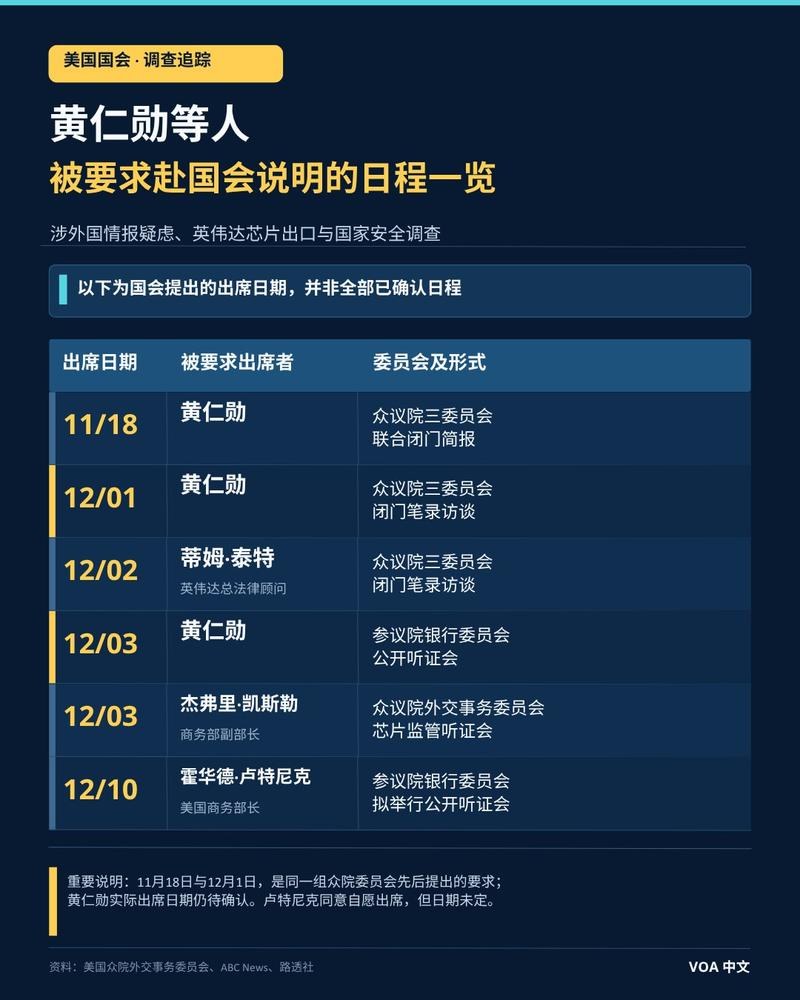 美国国会 · 调查追踪
黄仁勋等人
被要求赴国会说明的日程一览
涉外国情报疑虑、英伟达芯片出口与国家安全调查
以下为国会提出的出席日期，并非全部已确认日程
出席日期 被要求出席者 委员会及形式
11/18 黄仁勋 众议院三委员会
联合闭门简报
12/01 黄仁勋 众议院三委员会
闭门笔录访谈
12/02 蒂姆·泰特 众议院三委员会
英伟达总法律顾问 闭门笔录访谈
12/03 黄仁勋 参议院银行委员会
公开听证会
12/03 杰弗里·凯斯勒 众议院外交事务委员会
商务部副部长 芯片监管听证会
12/10 霍华德·卢特尼克 参议院银行委员会
美国商务部长 拟举行公开听证会
重要说明：11月18日与12月1日，是同一组众院委员会先后提出的要求；
黄仁勋实际出席日期仍待确认。卢特尼克同意自愿出席，但日期未定。
资料：美国众院外交事务委员会、ABC News、路透社 VOA 中文